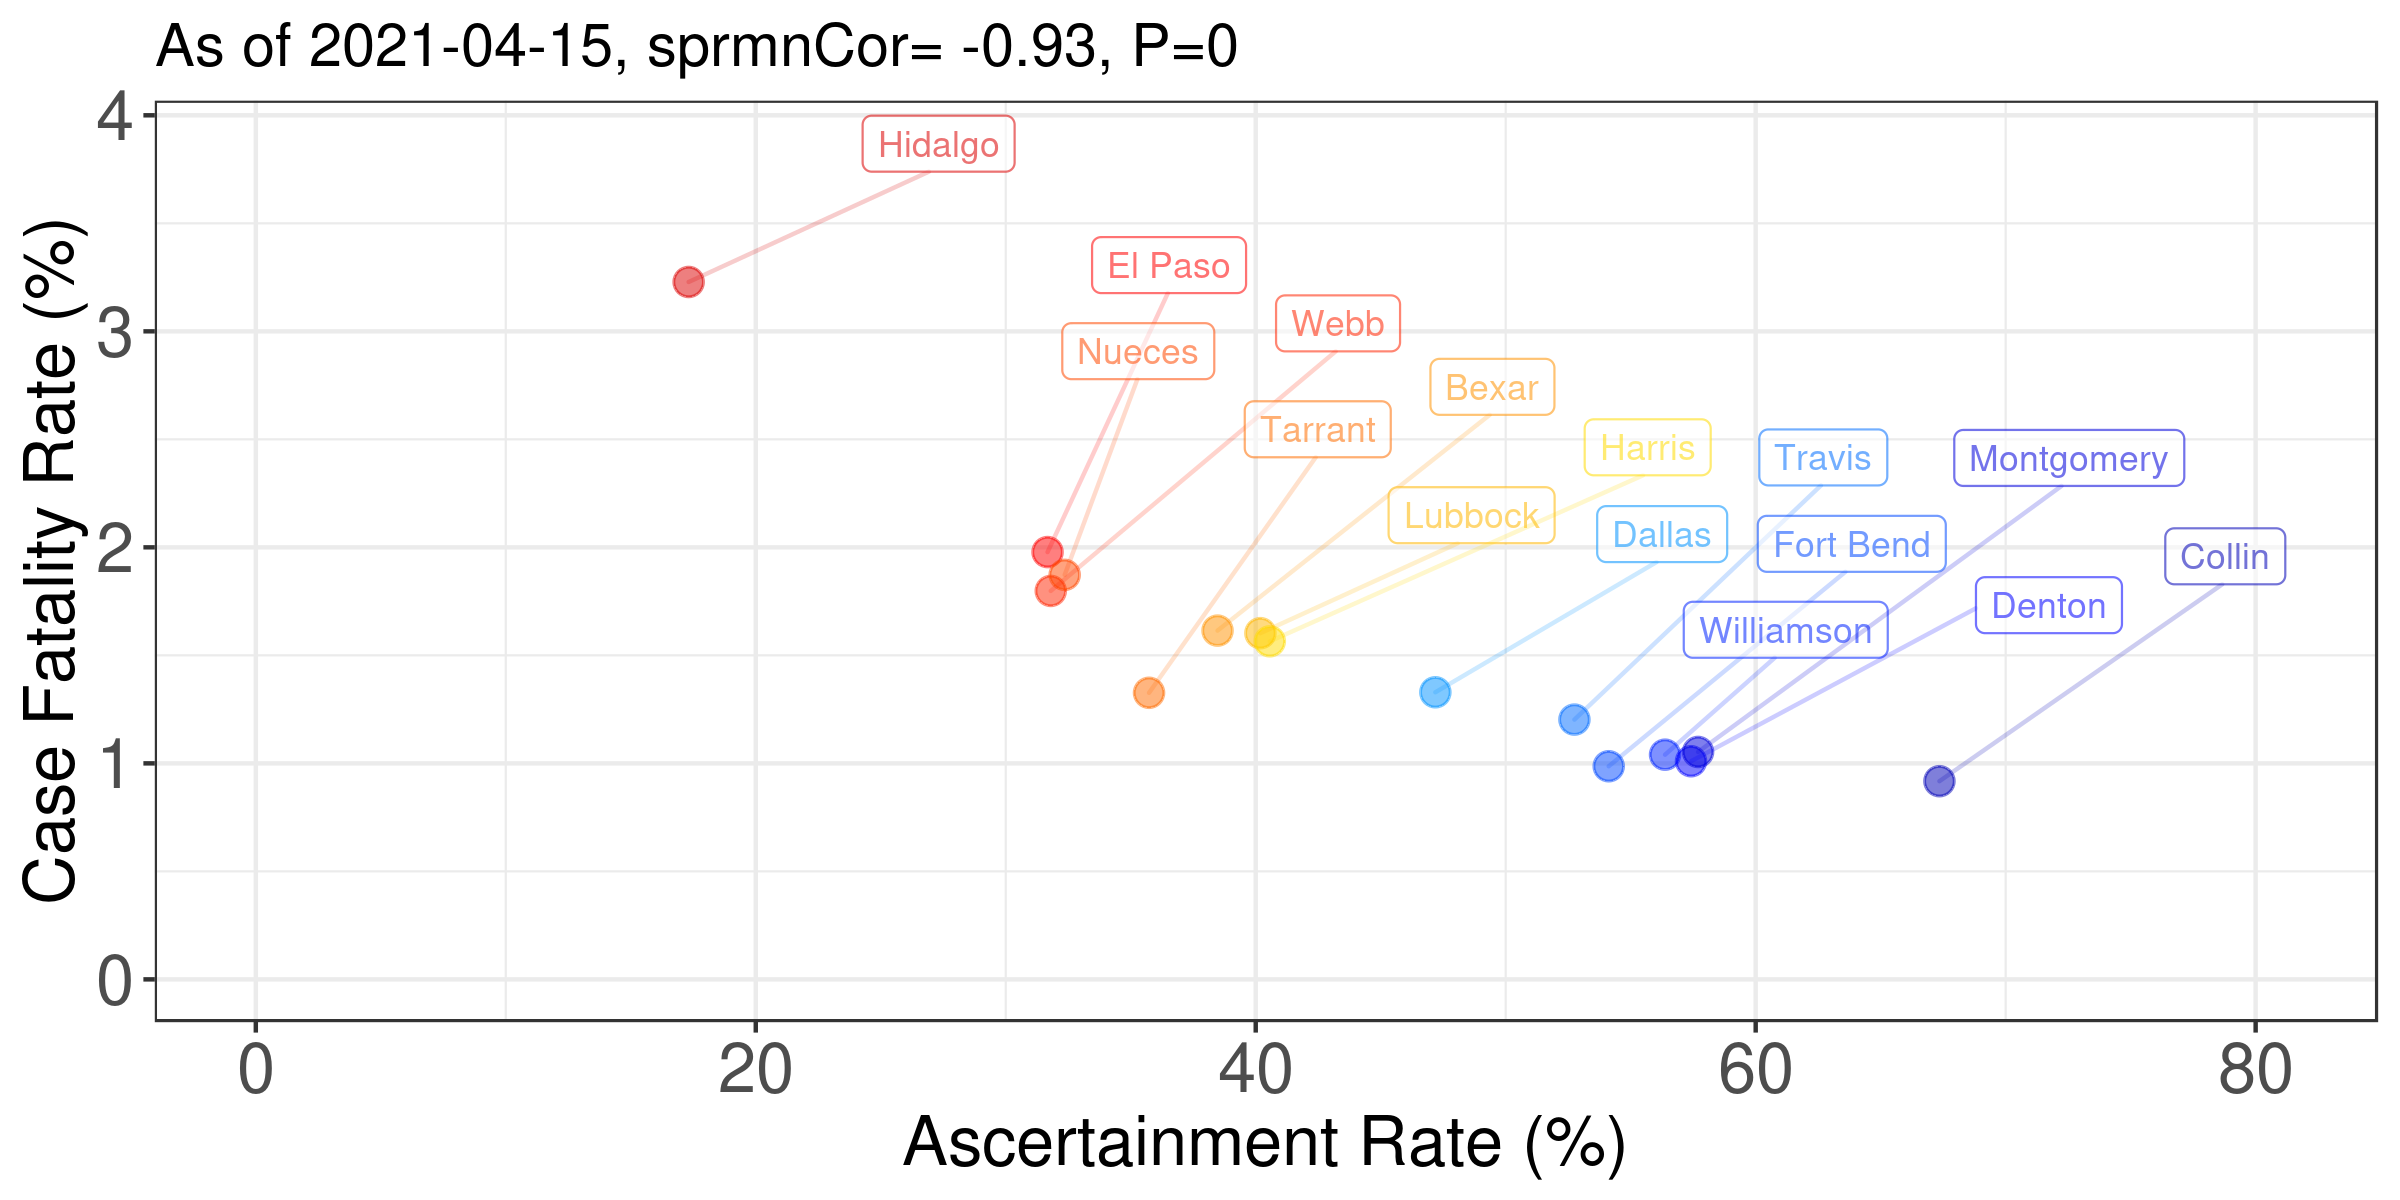 As of 2021-04-15, sprmnCor= -0.93, P=0
Case Fatality Rate (%)
4
3
2
1
0
Hidalgo
El Paso
Webb
Nueces
Bexar
Tarrant
Harris
Travis
Montgomery
Lubbock
Dallas
Fort Bend
Collin
Denton
Williamson
0 20 40 60 80
Ascertainment Rate (%)